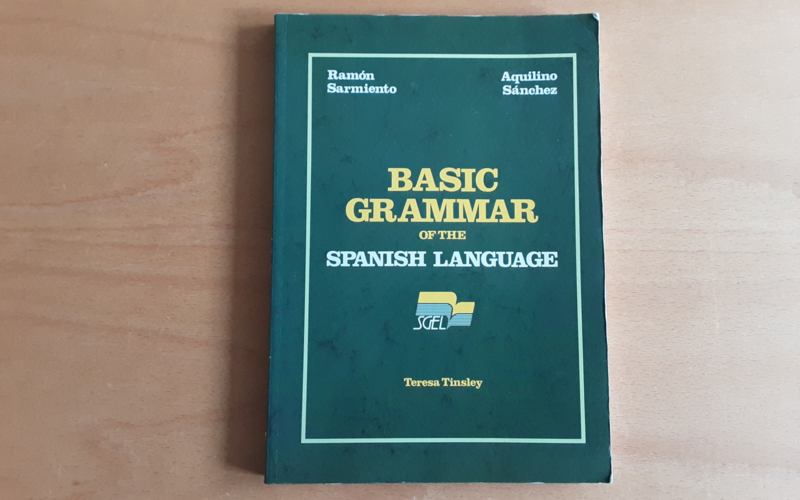 Ramón
Sarmiento
Aquilino
Sánchez
BASIC
GRAMMAR
OF THE
SPANISH LANGUAGE
SGEL
Teresa Tinsley